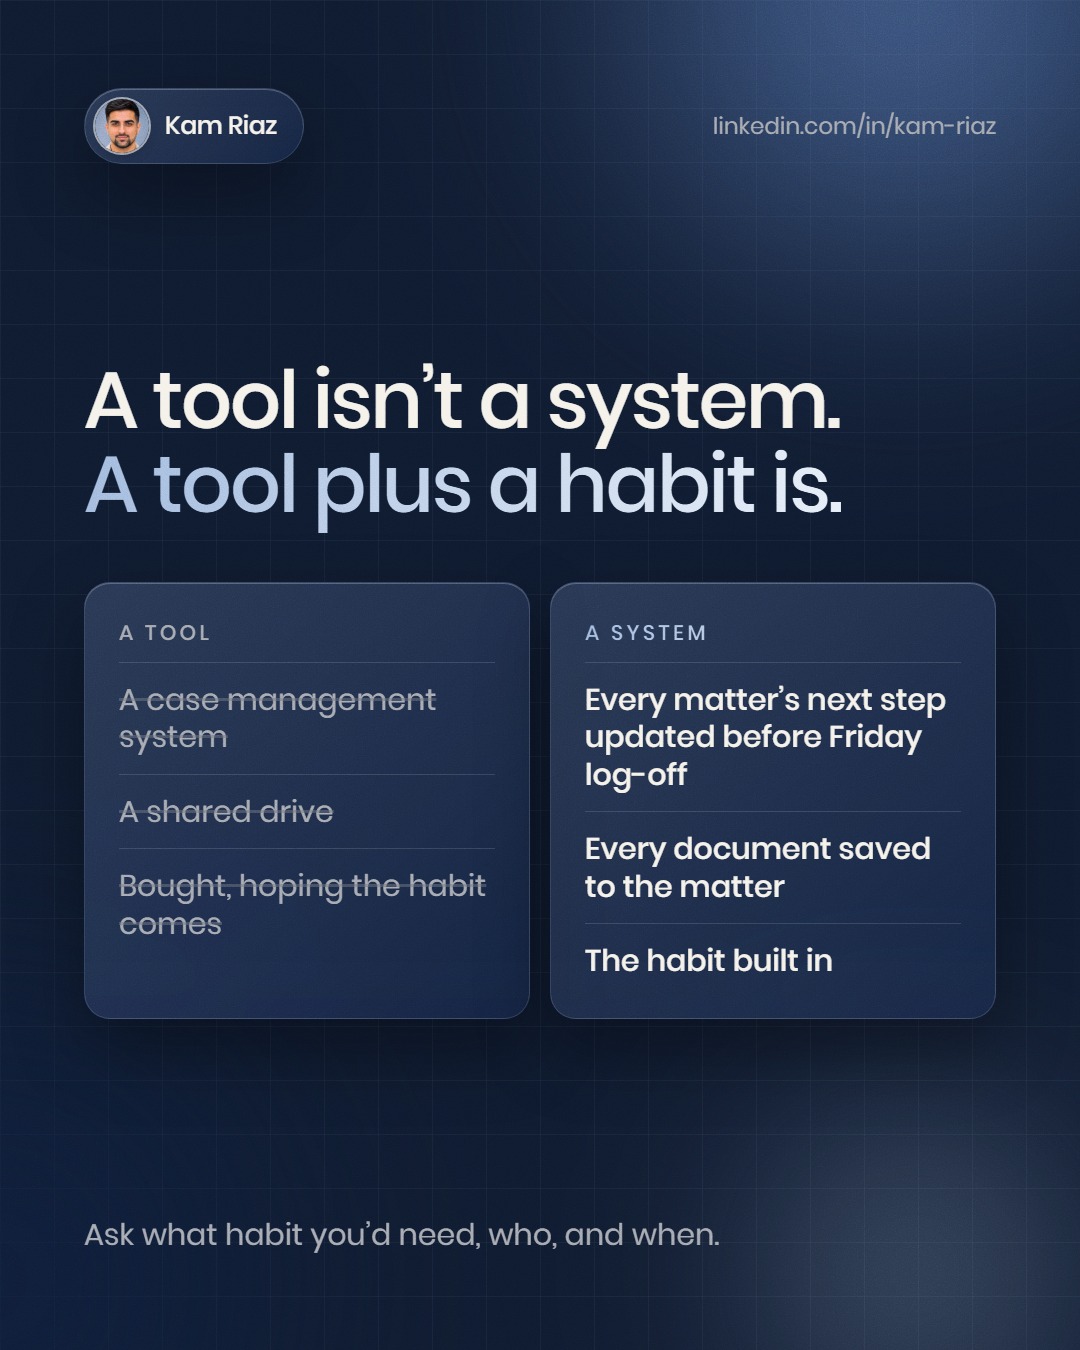 Kam Riaz
linkedin.com/in/kam-riaz
A tool isn’t a system.
A tool plus a habit is.
A TOOL
A case management
system
A shared drive
Bought, hoping the habit
comes
A SYSTEM
Every matter’s next step
updated before Friday
log-off
Every document saved
to the matter
The habit built in
Ask what habit you’d need, who, and when.